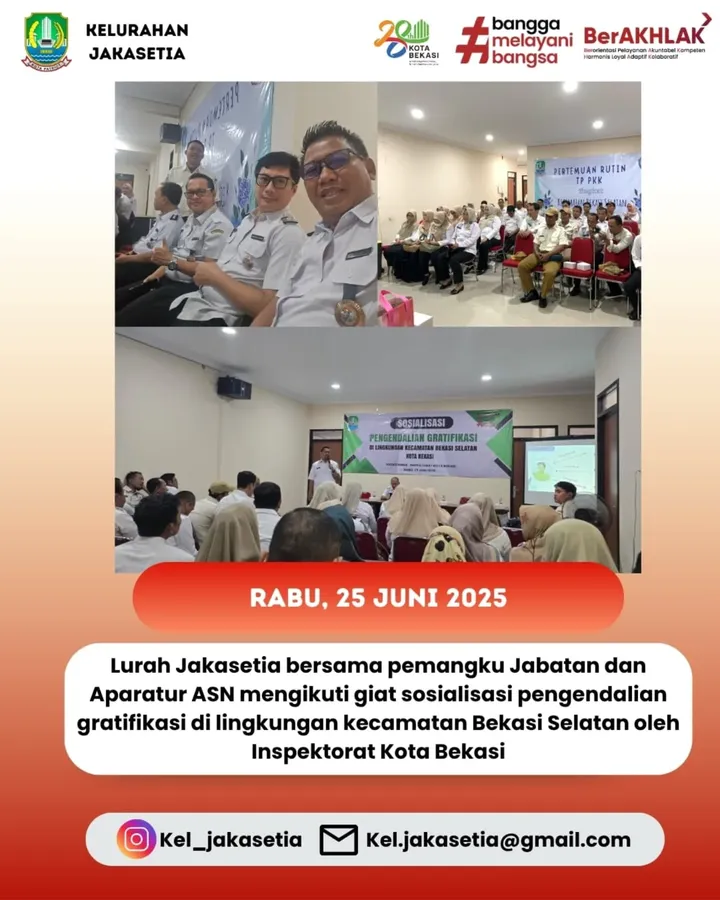 KELURAHAN
JAKASETIA
KOTA
BEKASI
#bangga
melayani
bangsa
BerAKHLAK
Berorientasi Pelayanan Akuntabel Kompeten
Harmonis Loyal Adaptif Kolaboratif
PERTEMUAN RUTIN
TP PKK
BEKASI SELATAN
SOSIALISASI
PENGENDALIAN GRATIFIKASI
DI LINGKUNGAN KECAMATAN BEKASI SELATAN
KOTA BEKASI
RABU, 25 JUNI 2025
Lurah Jakasetia bersama pemangku Jabatan dan
Aparatur ASN mengikuti giat sosialisasi pengendalian
gratifikasi di lingkungan kecamatan Bekasi Selatan oleh
Inspektorat Kota Bekasi
Kel_jakasetia
Kel.jakasetia@gmail.com